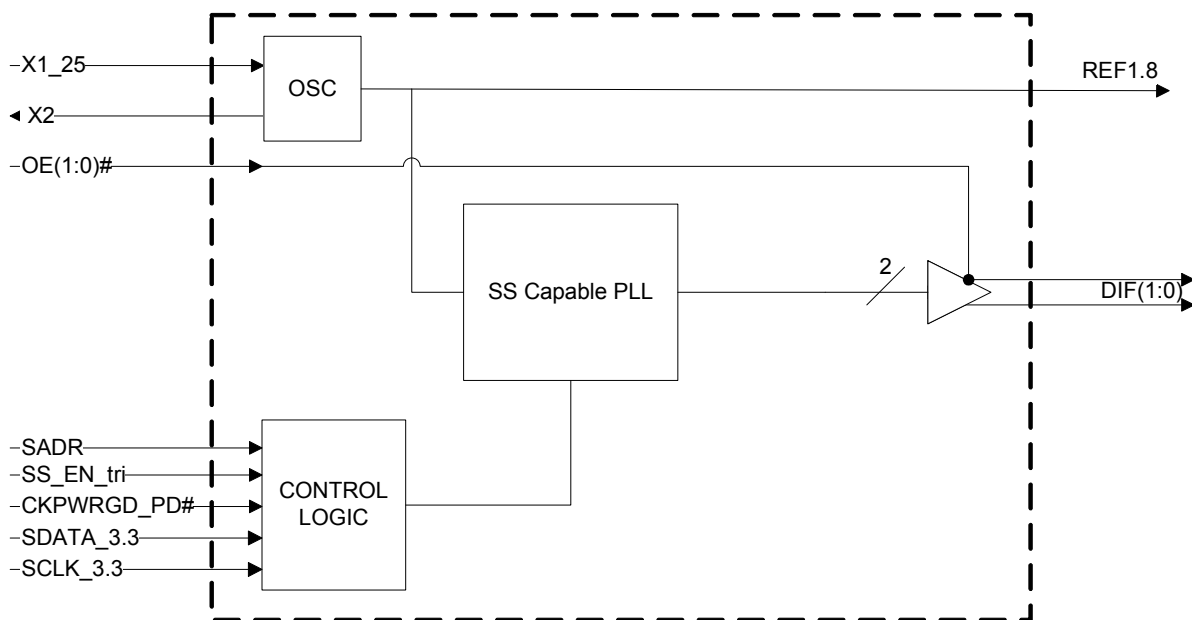 X1_25
OSC
REF1.8
X2
OE(1:0)#
2
SS Capable PLL
DIF(1:0)
SADR
SS_EN_tri
CKPWRGD_PD#
SDATA_3.3
SCLK_3.3
CONTROL
LOGIC